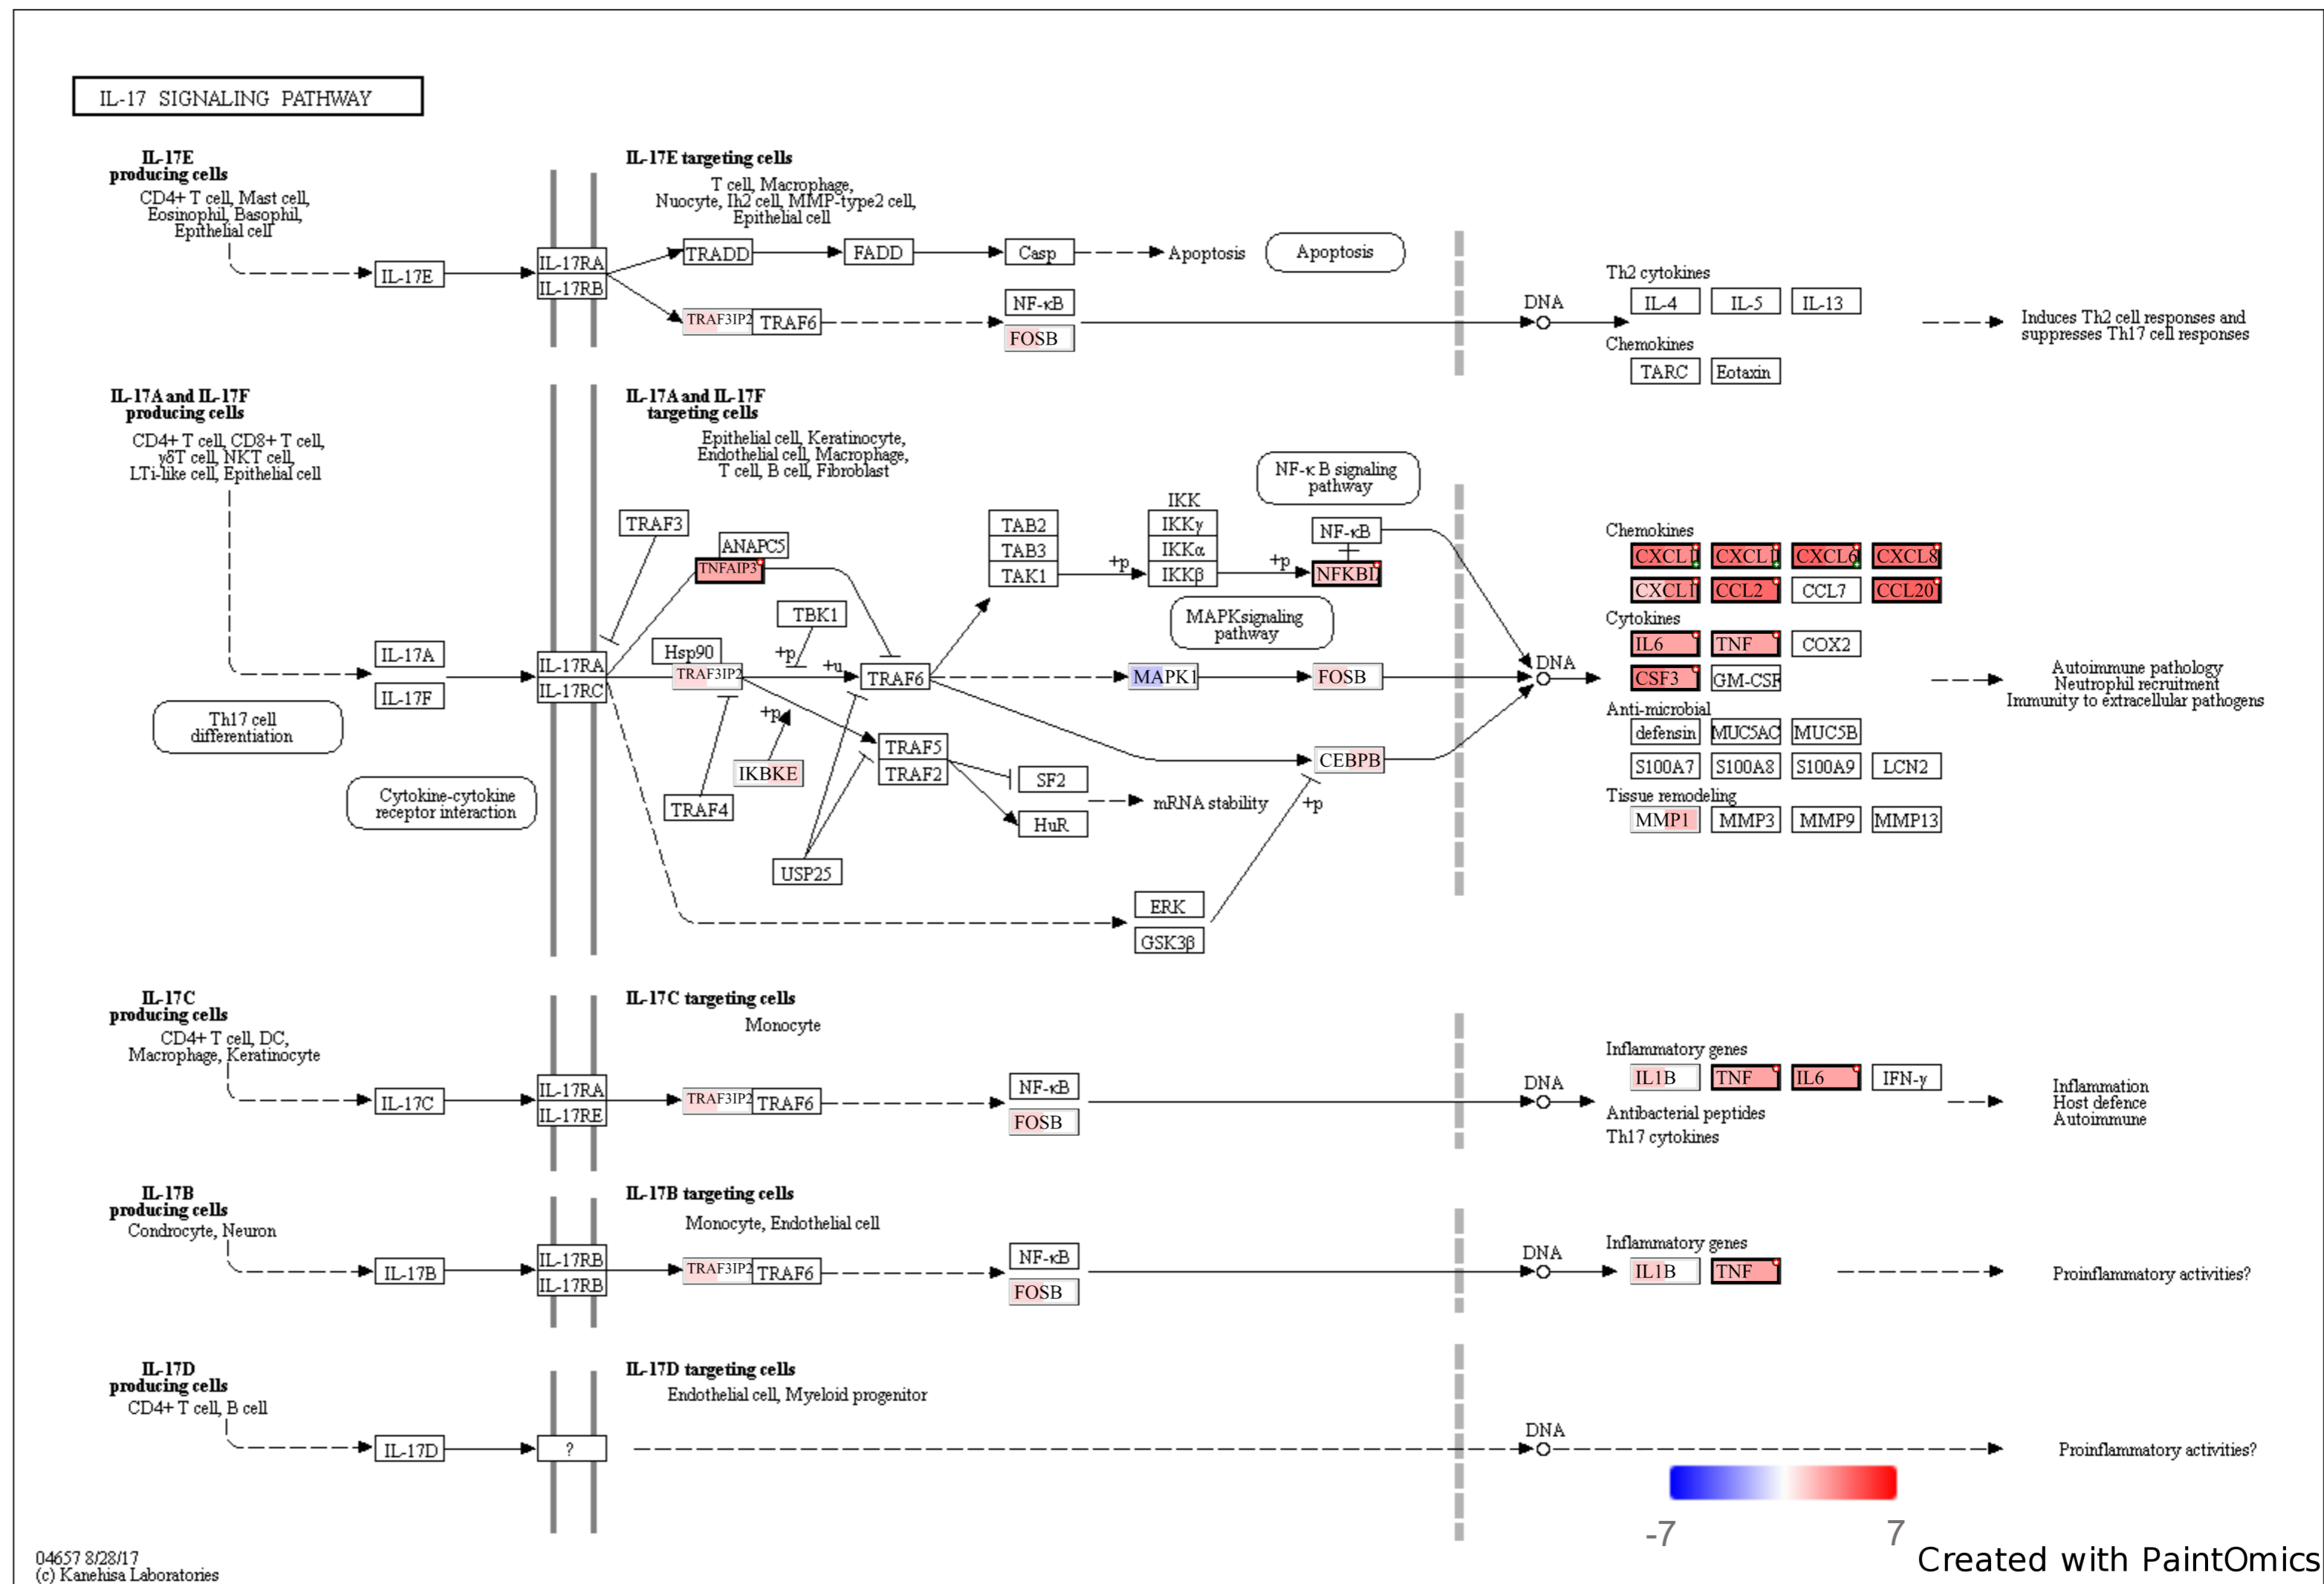 IL-17 SIGNALING PATHWAY
IL-17E
producing cells
CD4+ T cell, Mast cell,
Eosinophil, Basophil,
Epithelial cell
IL-17E
IL-17RA
IL-17RB
IL-17E targeting cells
T cell, Macrophage,
Nuocyte, Ih2 cell, MMP-type2 cell,
Epithelial cell
TRADD
FADD
Casp
Apoptosis
Apoptosis
TRAF3IP2
TRAF6
NF-κB
FOSB
DNA
Th2 cytokines
IL-4
IL-5
IL-13
Chemokines
TARC
Eotaxin
Induces Th2 cell responses and
suppresses Th17 cell responses
IL-17A and IL-17F
producing cells
CD4+ T cell, CD8+ T cell,
γδT cell, NKT cell,
LTi-like cell, Epithelial cell
IL-17A
IL-17F
Th17 cell
differentiation
Cytokine-cytokine
receptor interaction
IL-17RA
IL-17RC
IL-17A and IL-17F
targeting cells
Epithelial cell, Keratinocyte,
Endothelial cell, Macrophage,
T cell, B cell, Fibroblast
TRAF3
ANAPC5
TNFAIP3
TBK1
Hsp90
TRAF3IP2
+p
+u
TRAF6
+p
IKBKE
TRAF4
TRAF5
TRAF2
USP25
SF2
HuR
mRNA stability
TAB2
TAB3
TAK1
+p
IKK
IKKγ
IKKα
IKKβ
+p
NF-κ B signaling
pathway
NF-κB
NFKBI
MAPK signaling
pathway
MAPK1
FOSB
CEBPB
+p
ERK
GSK3β
DNA
Chemokines
CXCL1
CXCL1
CXCL6
CXCL8
CXCL1
CCL2
CCL7
CCL20
Cytokines
IL6
TNF
COX2
CSF3
GM-CSF
Anti-microbial
defensin
MUC5AC
MUC5B
S100A7
S100A8
S100A9
LCN2
Tissue remodeling
MMP1
MMP3
MMP9
MMP13
Autoimmune pathology
Neutrophil recruitment
Immunity to extracellular pathogens
IL-17C
producing cells
CD4+ T cell, DC,
Macrophage, Keratinocyte
IL-17C
IL-17RA
IL-17RE
IL-17C targeting cells
Monocyte
TRAF3IP2
TRAF6
NF-κB
FOSB
DNA
Inflammatory genes
IL1B
TNF
IL6
IFN-γ
Antibacterial peptides
Th17 cytokines
Inflammation
Host defence
Autoimmune
IL-17B
producing cells
Condrocyte, Neuron
IL-17B
IL-17RB
IL-17RB
IL-17B targeting cells
Monocyte, Endothelial cell
TRAF3IP2
TRAF6
NF-κB
FOSB
DNA
Inflammatory genes
IL1B
TNF
Proinflammatory activities?
IL-17D
producing cells
CD4+ T cell, B cell
IL-17D
?
IL-17D targeting cells
Endothelial cell, Myeloid progenitor
DNA
Proinflammatory activities?
-7
7
Created with PaintOmics
04657 8/28/17
(c) Kanehisa Laboratories